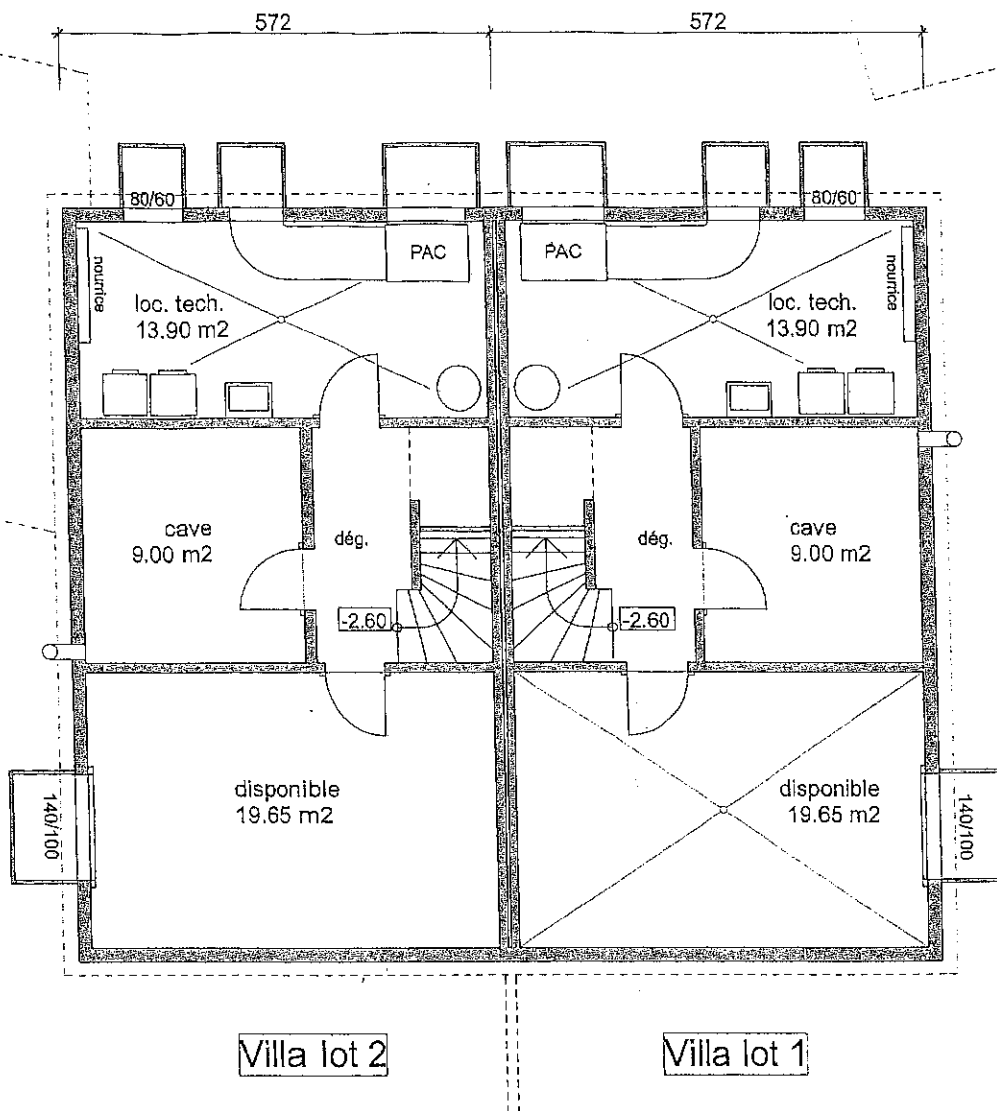 572
572
80/60
80/60
PAC
PAC
nourrice
loc. tech.
13.90 m2
loc. tech.
13.90 m2
nourrice
cave
9.00 m2
dég.
dég.
cave
9.00 m2
-2.60
-2.60
disponible
19.65 m2
disponible
19.65 m2
140/100
140/100
Villa lot 2
Villa lot 1